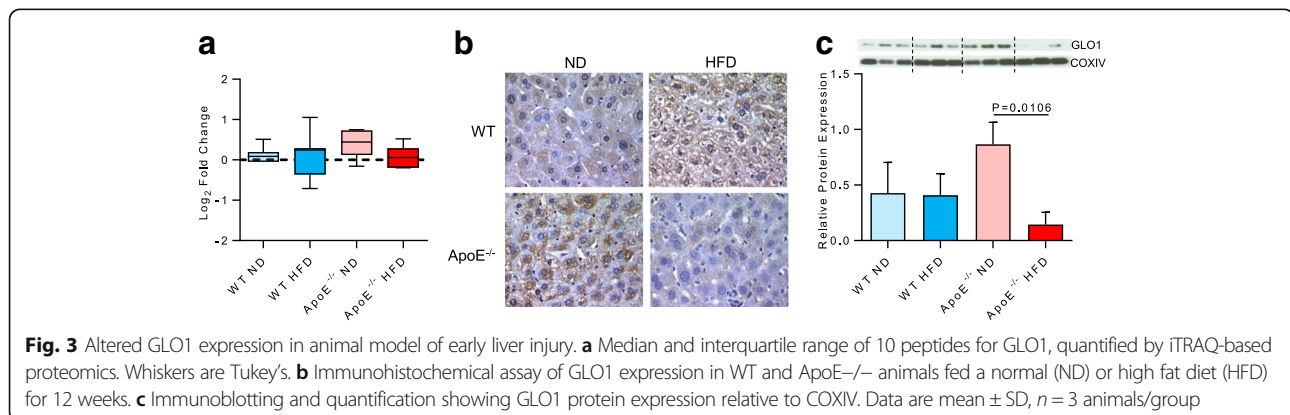 a
b
c
2
1
0
-1
-2
Log₂ Fold Change
WT ND
WT HFD
ApoE⁻/⁻ ND
ApoE⁻/⁻ HFD
ND
HFD
WT
ApoE⁻/⁻
GLO1
COXIV
1.5
1.0
0.5
0.0
Relative Protein Expression
P=0.0106
WT ND
WT HFD
ApoE⁻/⁻ ND
ApoE⁻/⁻ HFD
Fig. 3 Altered GLO1 expression in animal model of early liver injury. a Median and interquartile range of 10 peptides for GLO1, quantified by iTRAQ-based
proteomics. Whiskers are Tukey's. b Immunohistochemical assay of GLO1 expression in WT and ApoE−/− animals fed a normal (ND) or high fat diet (HFD)
for 12 weeks. c Immunoblotting and quantification showing GLO1 protein expression relative to COXIV. Data are mean ± SD, n = 3 animals/group